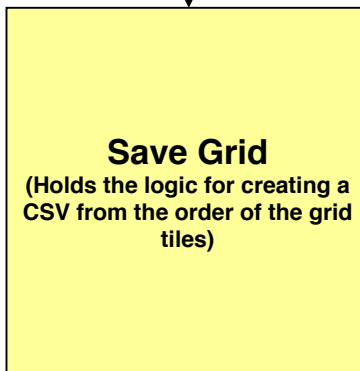 Save Grid
(Holds the logic for creating a
CSV from the order of the grid
tiles)